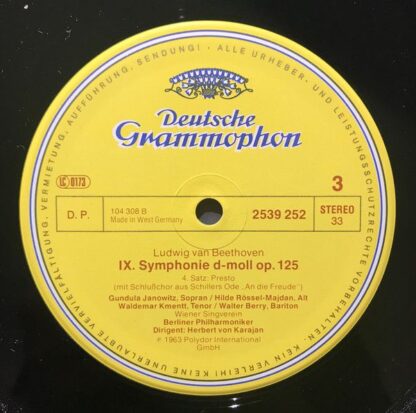 ALLE URHEBER- UND LEISTUNGSSCHUTZRECHTE VORBEHALTEN. KEIN VERLEIH! KEINE UNERLAUBTE VERVIELFÄLTIGUNG, VERMIETUNG, AUFFÜHRUNG, SENDUNG!
Deutsche
Grammophon
LC 0173
3
D. P.
104 308 B
Made in West Germany
2539 252
STEREO
33
Ludwig van Beethoven
IX. Symphonie d-moll op. 125
4. Satz: Presto
(mit Schlußchor aus Schillers Ode „An die Freude")
Gundula Janowitz, Sopran / Hilde Rössel-Majdan, Alt
Waldemar Kmentt, Tenor / Walter Berry, Bariton
Wiener Singverein
Berliner Philharmoniker
Dirigent: Herbert von Karajan
℗ 1963 Polydor International
GmbH